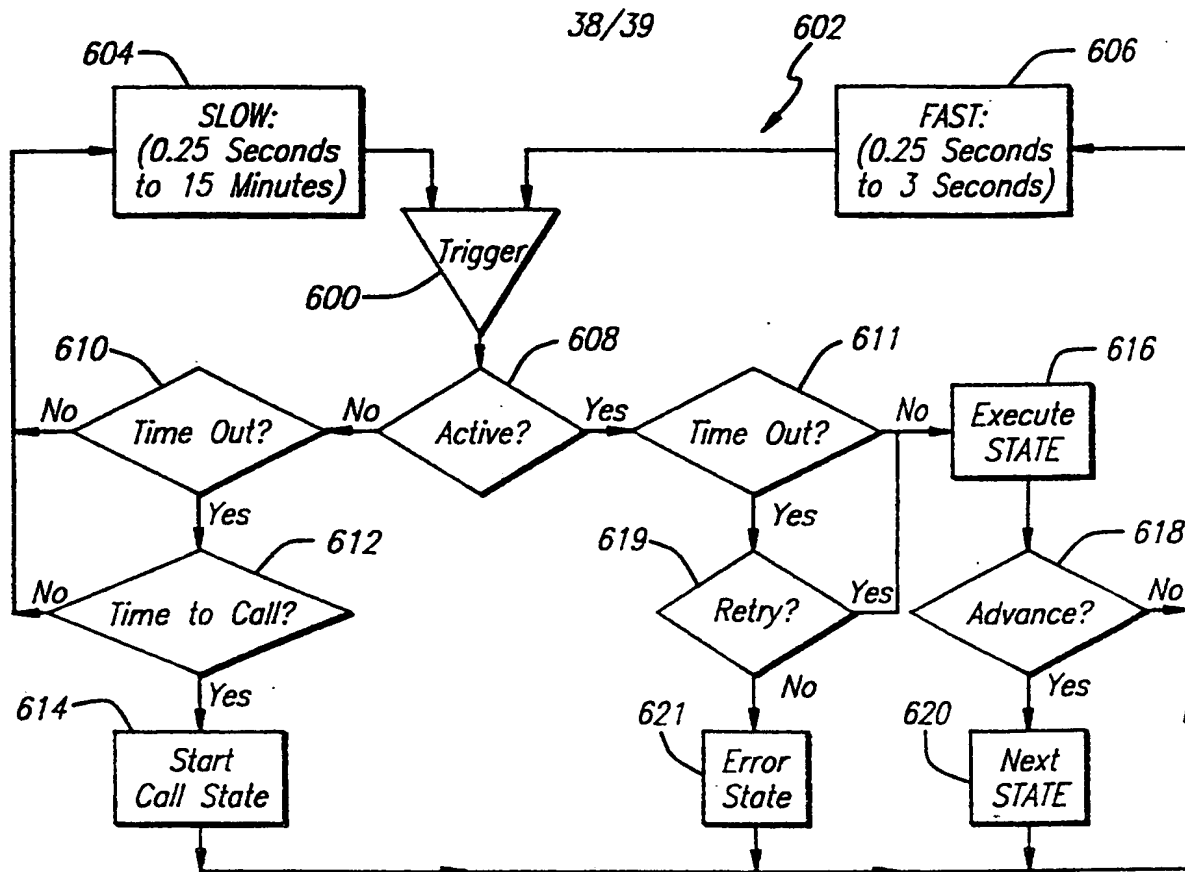 38/39
604
602
606
SLOW:
(0.25 Seconds
to 15 Minutes)
FAST:
(0.25 Seconds
to 3 Seconds)
Trigger
600
610
608
611
616
No
Time Out?
No
Active?
Yes
Time Out?
No
Execute
STATE
Yes
612
Yes
619
618
No
Time to Call?
Retry?
Yes
Advance?
No
Yes
No
Yes
614
621
620
Start
Call State
Error
State
Next
STATE